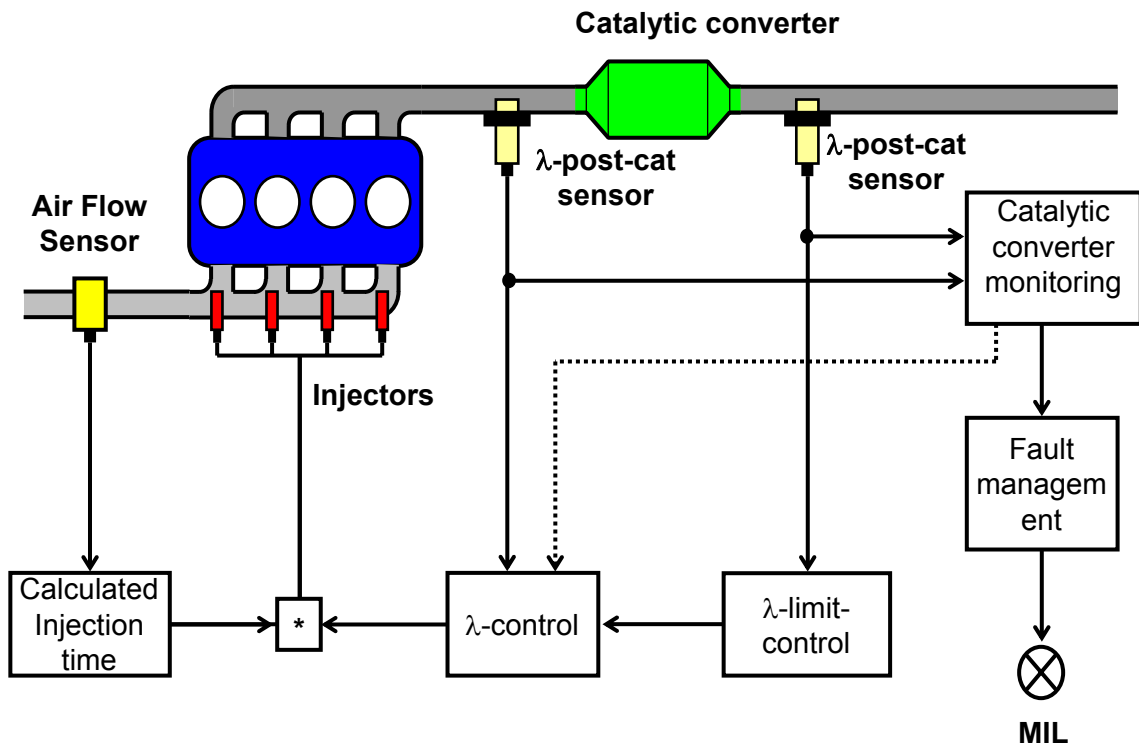 Catalytic converter
λ-post-cat
sensor
λ-post-cat
sensor
Air Flow
Sensor
Catalytic
converter
monitoring
Injectors
Fault
managem
ent
Calculated
Injection
time
*
λ-control
λ-limit-
control
MIL